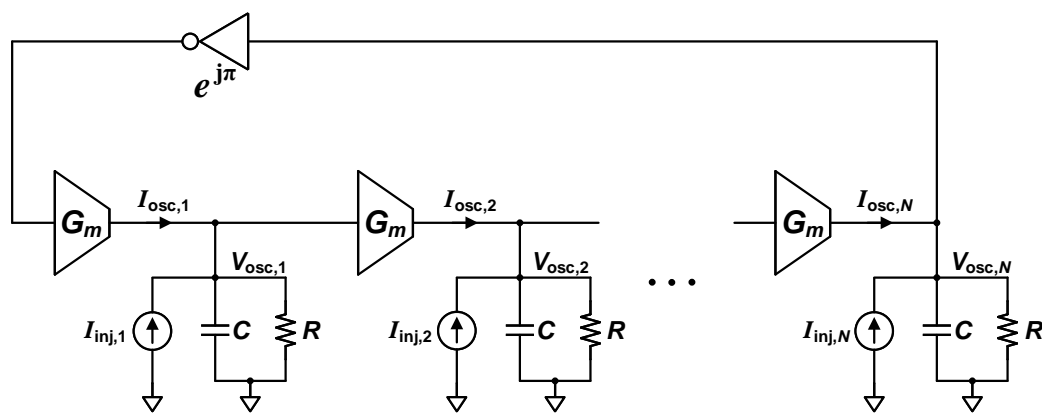 e^jπ
I_osc,1 I_osc,2 I_osc,N
G_m G_m G_m
V_osc,1 V_osc,2 V_osc,N
I_inj,1 C R I_inj,2 C R • • • I_inj,N C R